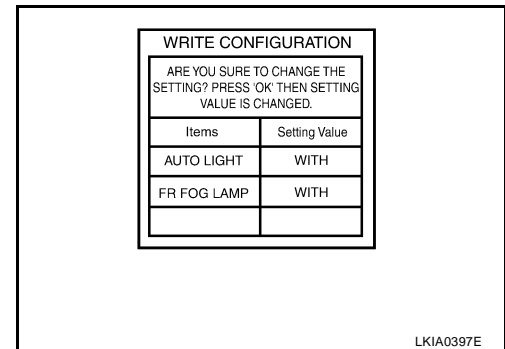 WRITE CONFIGURATION
ARE YOU SURE TO CHANGE THE
SETTING? PRESS 'OK' THEN SETTING
VALUE IS CHANGED.
Items Setting Value
AUTO LIGHT WITH
FR FOG LAMP WITH
LKIA0397E